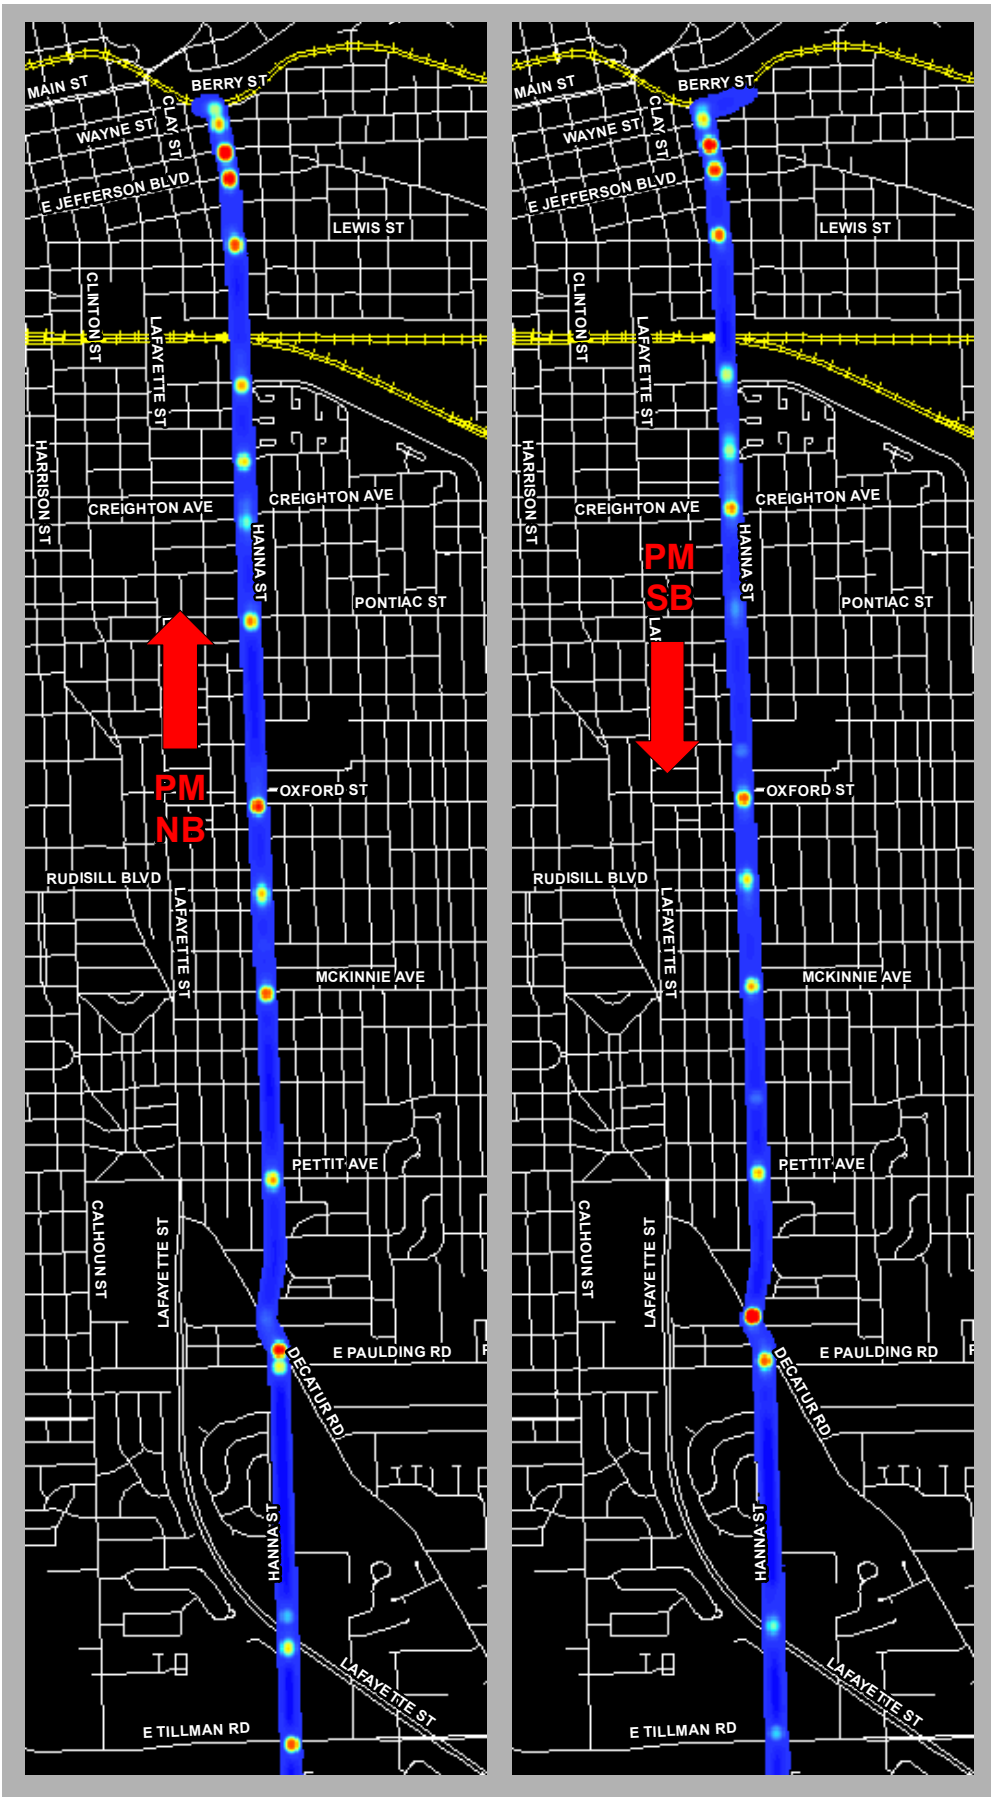 BERRY ST
MAIN ST
CLAY ST
WAYNE ST
E JEFFERSON BLVD
LEWIS ST
CLINTON ST
LAFAYETTE ST
HARRISON ST
CREIGHTON AVE
CREIGHTON AVE
HANNA ST
PONTIAC ST
L
PM
NB
OXFORD ST
RUDISILL BLVD
LAFAYETTE ST
MCKINNIE AVE
PETTIT AVE
CALHOUN ST
LAFAYETTE ST
E PAULDING RD
DECATUR RD
HANNA ST
LAFAYETTE ST
E TILLMAN RD
BERRY ST
MAIN ST
CLAY ST
WAYNE ST
E JEFFERSON BLVD
LEWIS ST
CLINTON ST
LAFAYETTE ST
HARRISON ST
CREIGHTON AVE
CREIGHTON AVE
HANNA ST
PM
SB
PONTIAC ST
LAF
OXFORD ST
RUDISILL BLVD
LAFAYETTE ST
MCKINNIE AVE
PETTIT AVE
CALHOUN ST
LAFAYETTE ST
E PAULDING RD
DECATUR RD
HANNA ST
LAFAYETTE ST
E TILLMAN RD